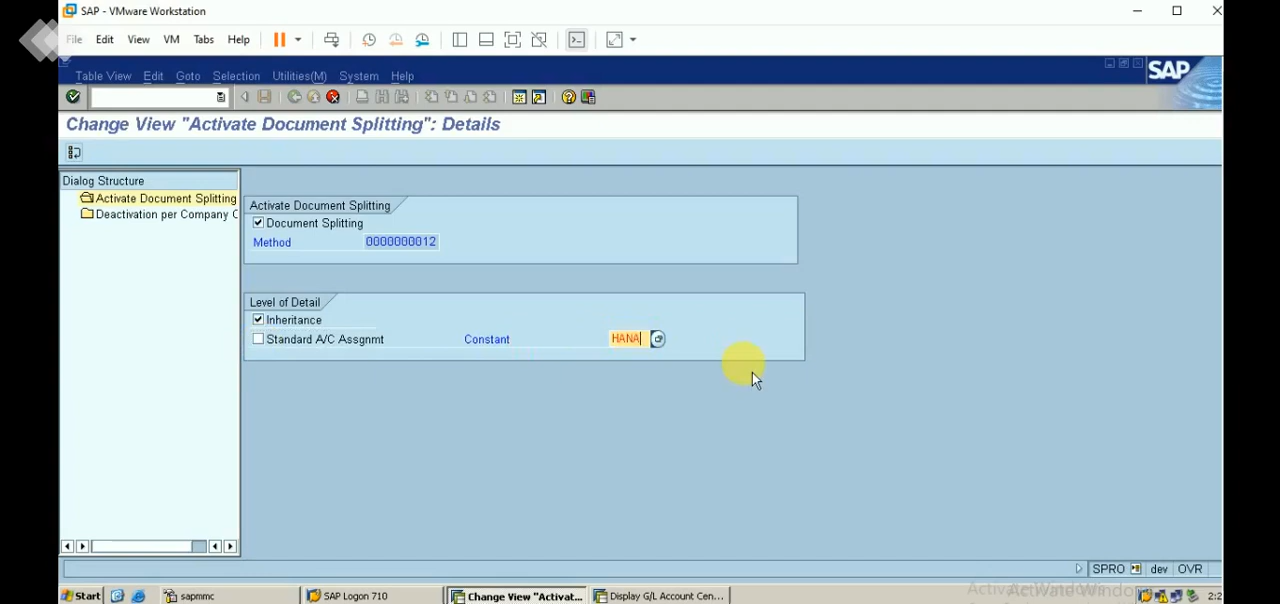 SAP - VMware Workstation
File Edit View VM Tabs Help
Table View Edit Goto Selection Utilities(M) System Help
SAP
Change View "Activate Document Splitting": Details
Dialog Structure
Activate Document Splitting
Deactivation per Company C
Activate Document Splitting
Document Splitting
Method 0000000012
Level of Detail
Inheritance
Standard A/C Assgnmt Constant HANA
SPRO dev OVR
Start sapmmc SAP Logon 710 Change View "Activat... Display G/L Account Cen... 2:2